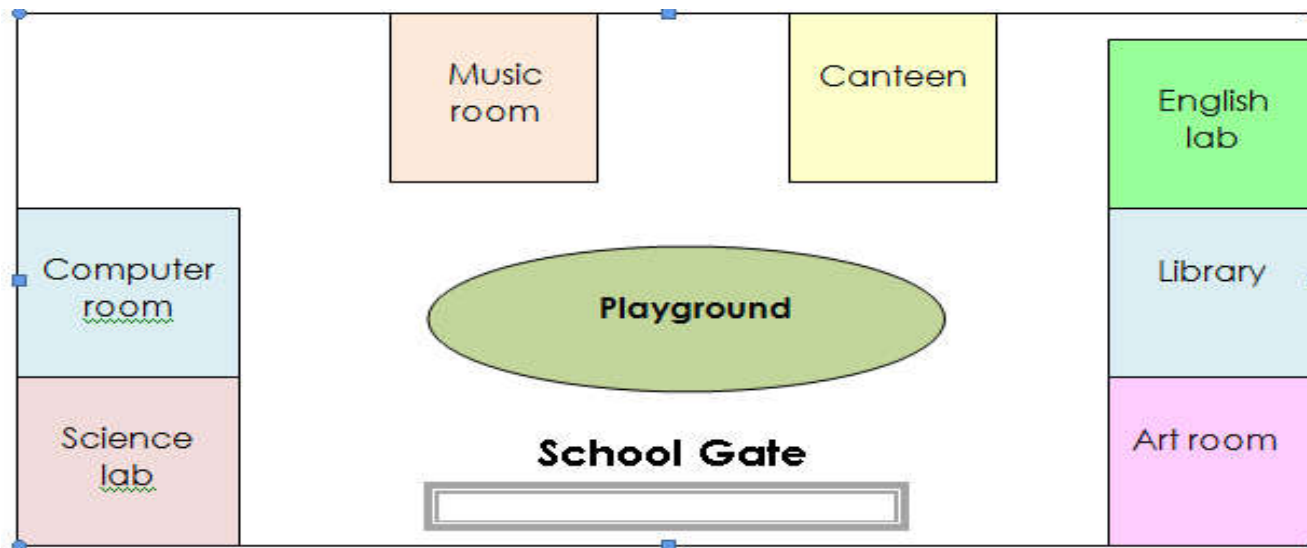 Music
room
Canteen
English
lab
Computer
room
Playground
Library
Science
lab
School Gate
Art room